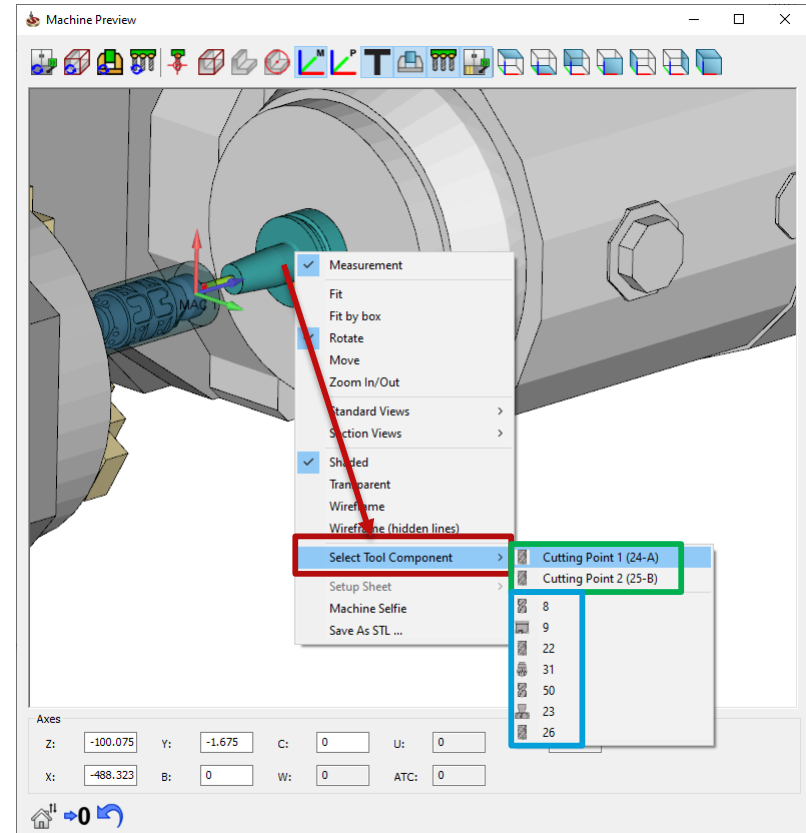 Machine Preview
M
P
T
MAC
Measurement
Fit
Fit by box
Rotate
Move
Zoom In/Out
Standard Views
Section Views
Shaded
Transparent
Wireframe
Wireframe (hidden lines)
Select Tool Component
Cutting Point 1 (24-A)
Cutting Point 2 (25-B)
Setup Sheet
Machine Selfie
Save As STL ...
8
9
22
31
50
23
26
Axes
Z: -100.075 Y: -1.675 C: 0 U: 0
X: -488.323 B: 0 W: 0 ATC: 0
0